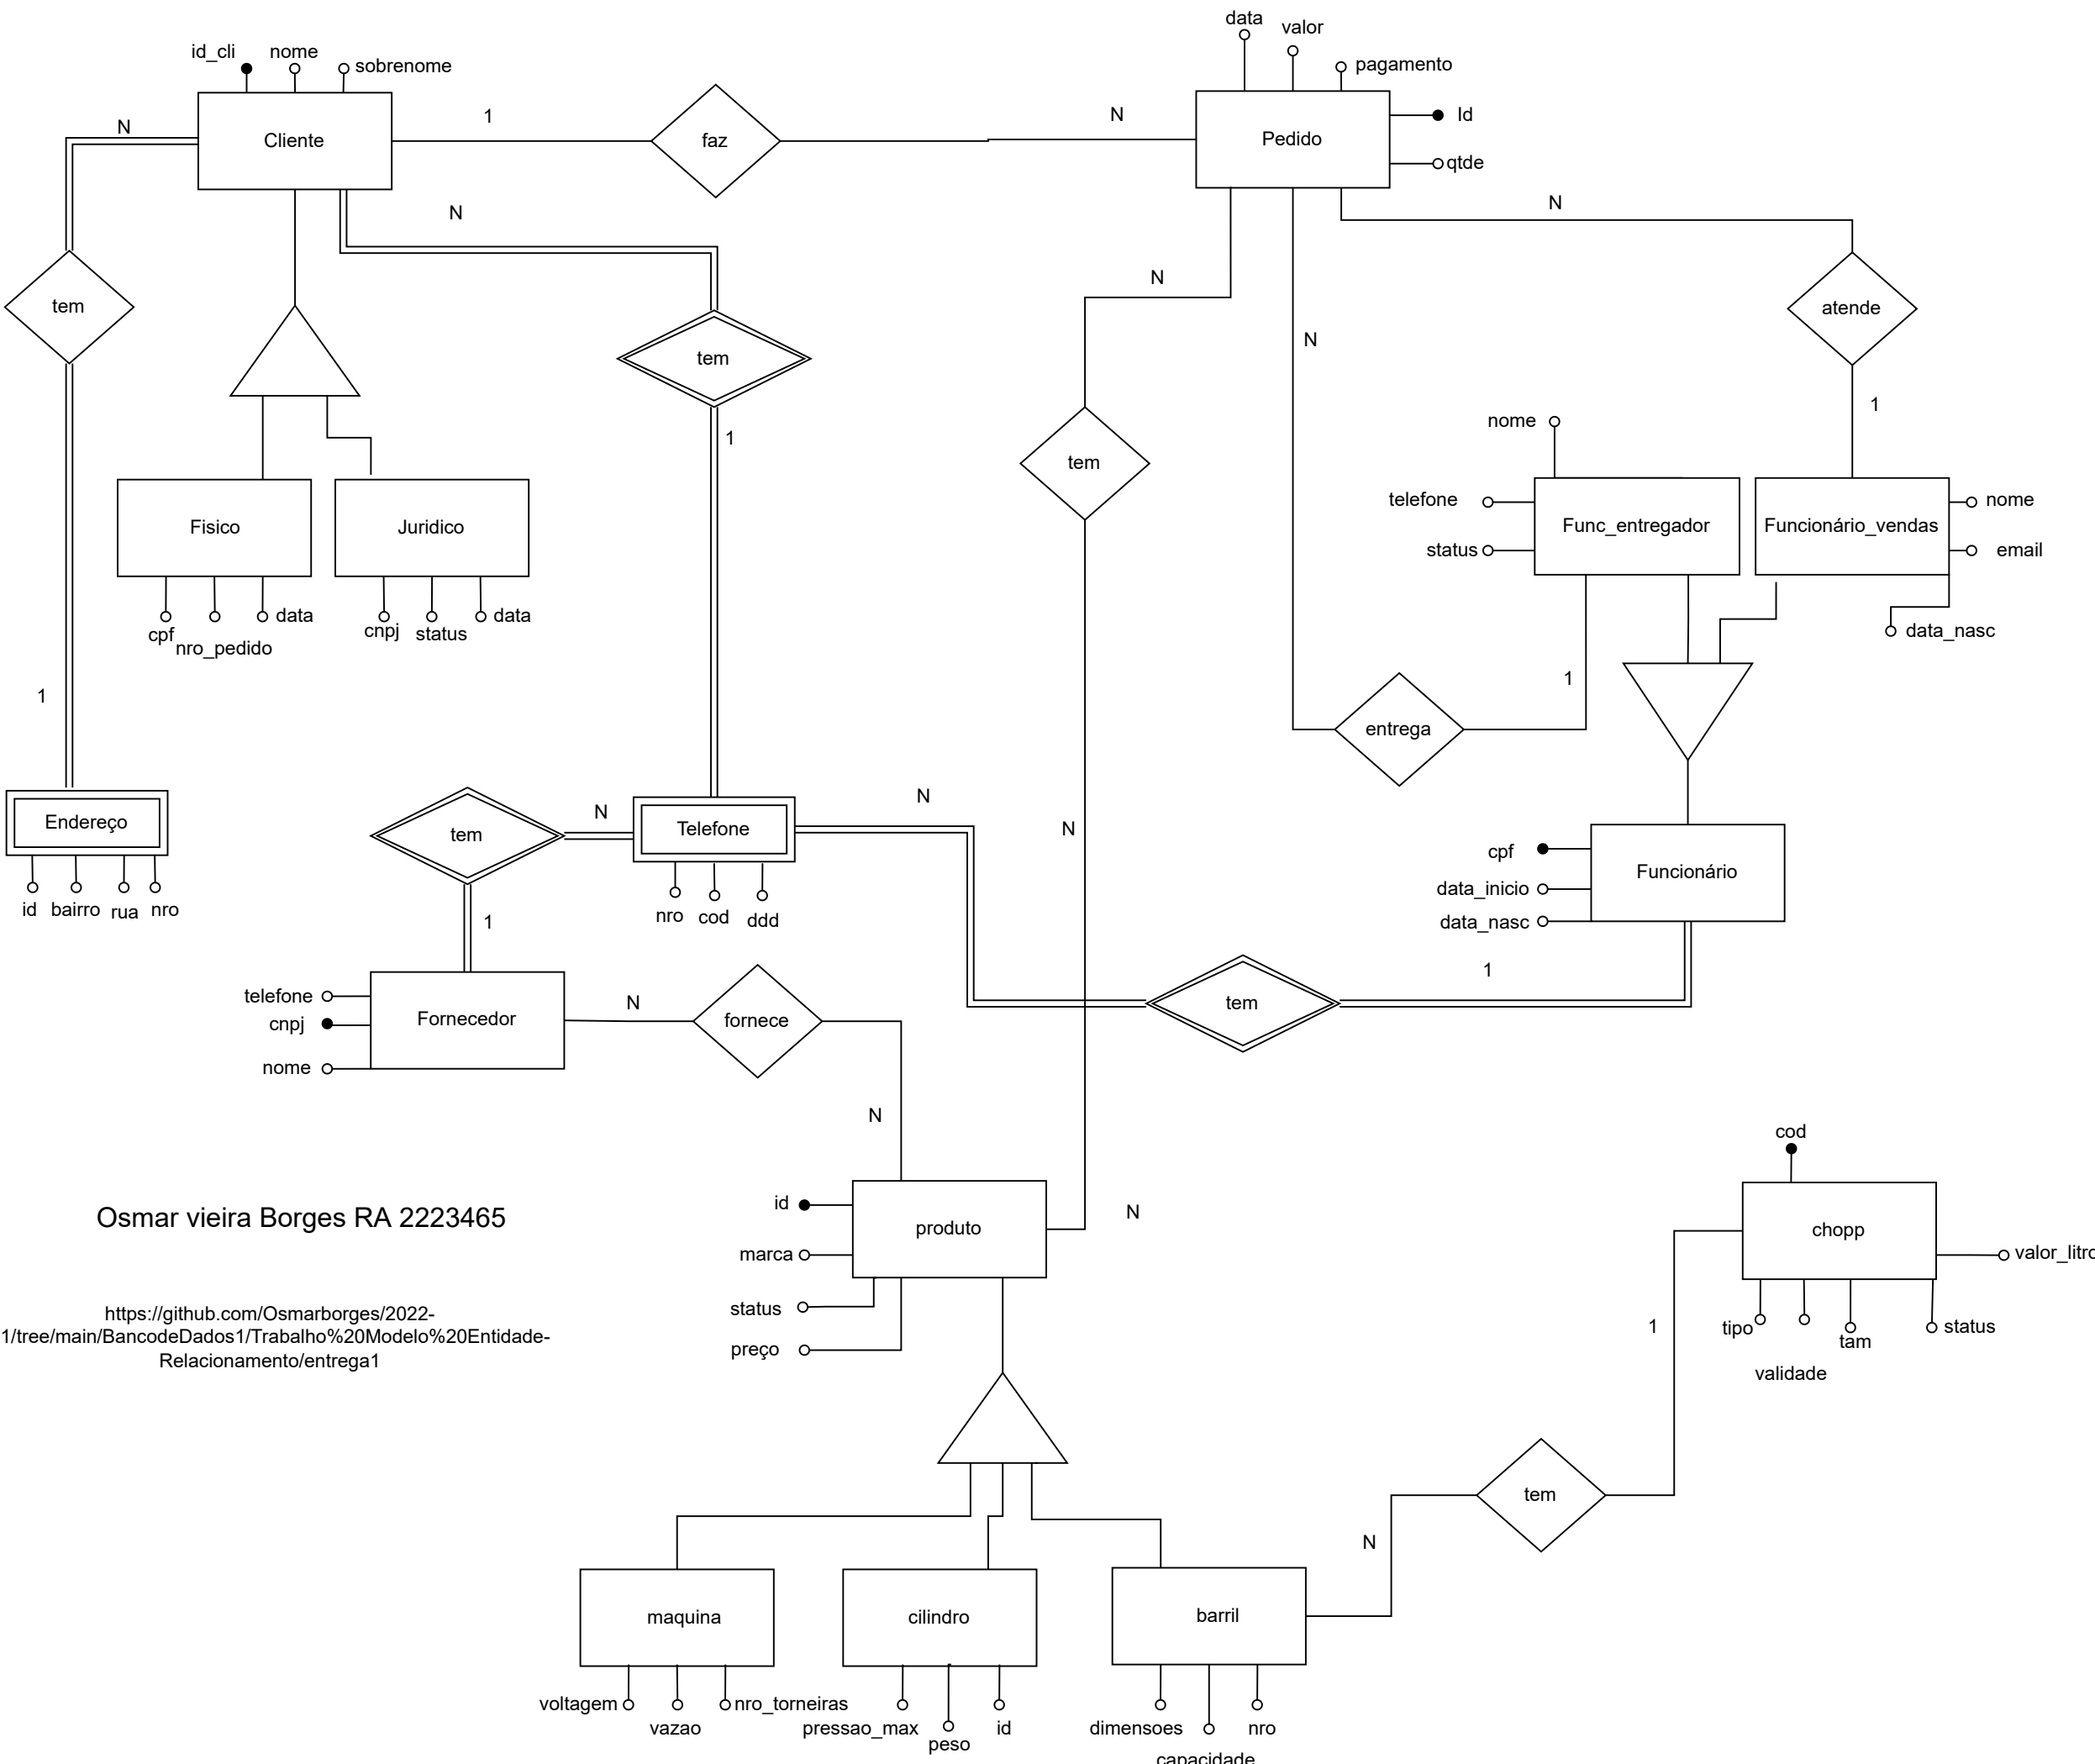 data
valor
id_cli
nome
sobrenome
pagamento
1
N
Id
N
Cliente
faz
Pedido
qtde
N
N
N
tem
atende
N
tem
1
nome
1
tem
telefone
nome
Fisico
Juridico
Func_entregador
Funcionário_vendas
status
email
cpf
nro_pedido
data
cnpj
status
data
data_nasc
1
1
entrega
N
N
Endereço
tem
Telefone
N
cpf
Funcionário
data_inicio
id
bairro
rua
nro
nro
cod
ddd
1
data_nasc
1
telefone
cnpj
Fornecedor
N
fornece
tem
nome
N
cod
id
N
Osmar vieira Borges RA 2223465
produto
chopp
marca
valor_litro
status
https://github.com/Osmarborges/2022-
1/tree/main/BancodeDados1/Trabalho%20Modelo%20Entidade-
Relacionamento/entrega1
1
tipo
tam
status
preço
validade
tem
N
maquina
cilindro
barril
voltagem
vazao
nro_torneiras
pressao_max
peso
id
dimensoes
nro
capacidade